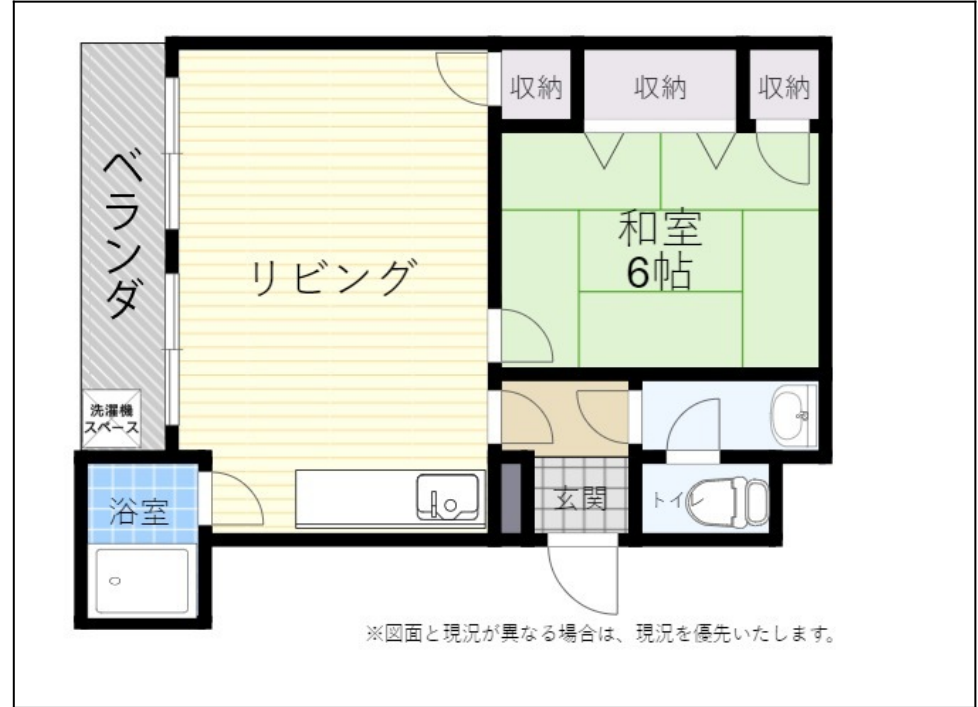 収納
収納
収納
ベランダ
リビング
和室
6帖
洗濯機
スペース
浴室
玄関
トイレ
※図面と現況が異なる場合は、現況を優先いたします。